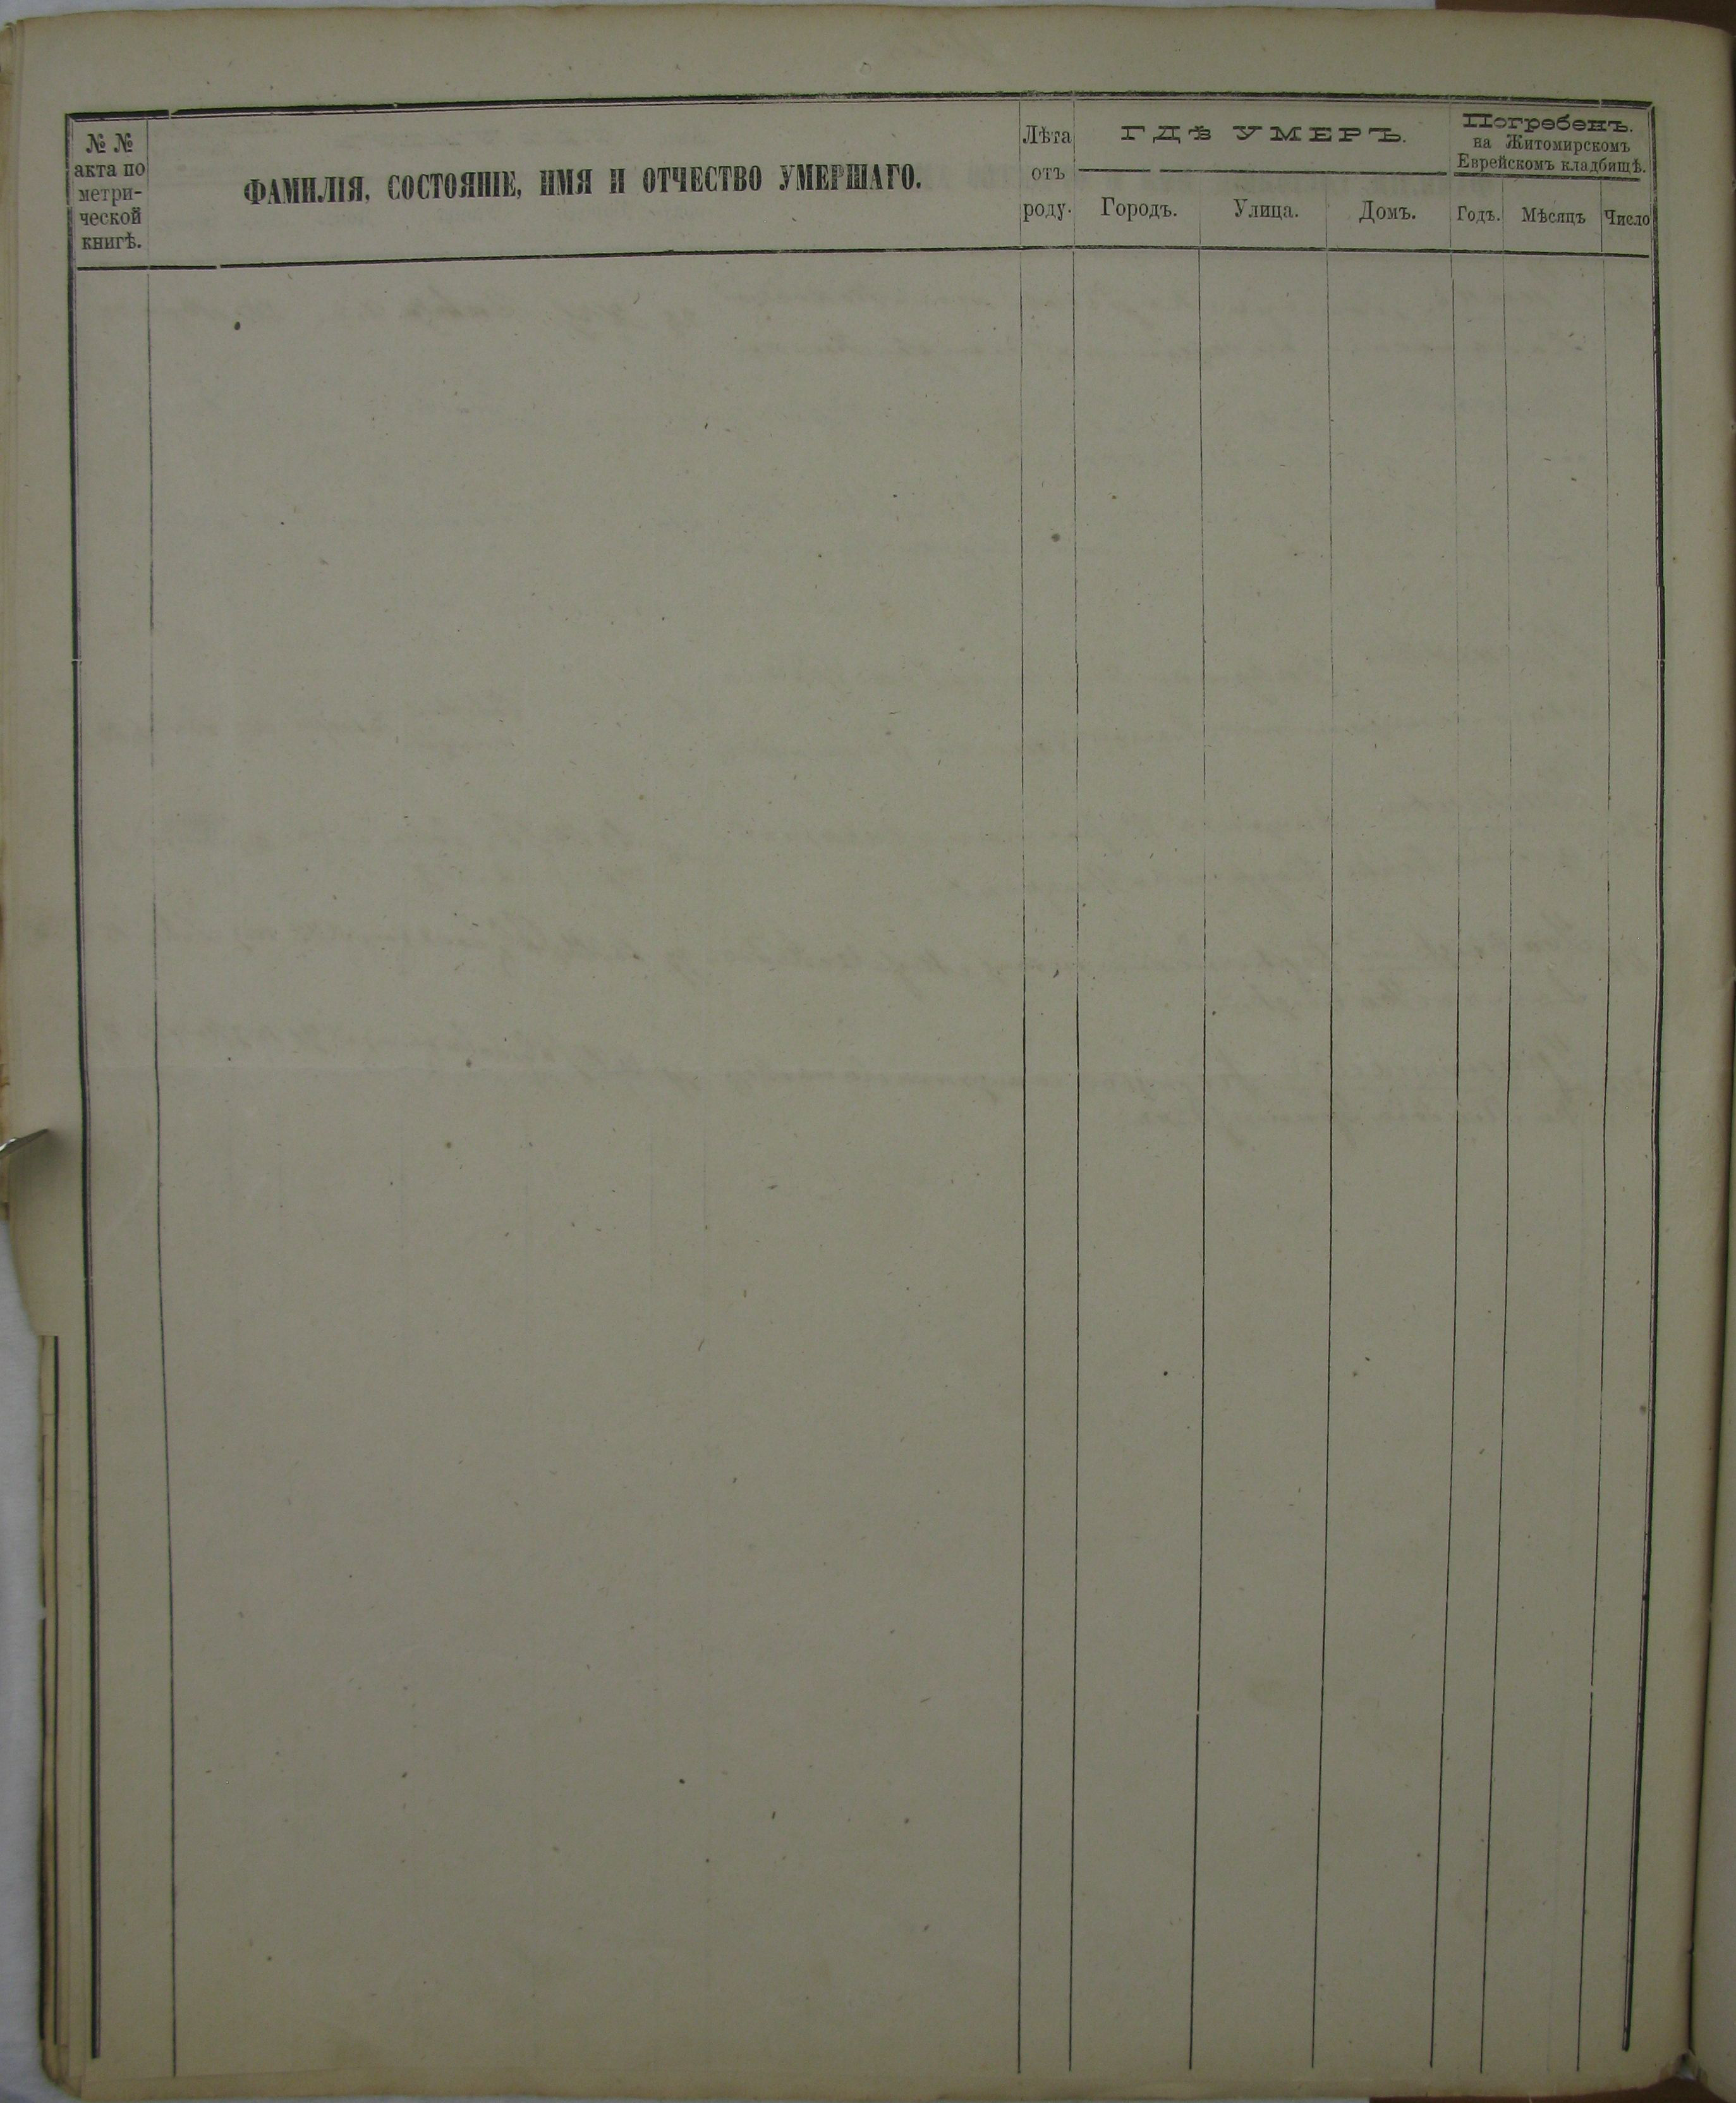 № №
акта по
метри-
ческой
книгѣ.
ФАМИЛІЯ, СОСТОЯНІЕ, ИМЯ И ОТЧЕСТВО УМЕРШАГО.
Лѣта
отъ
роду.
ГДѢ УМЕРЪ.
Городъ.
Улица.
Домъ.
Погребенъ.
на Житомирскомъ
Еврейскомъ кладбищѣ.
Годъ.
Мѣсяцъ
Число